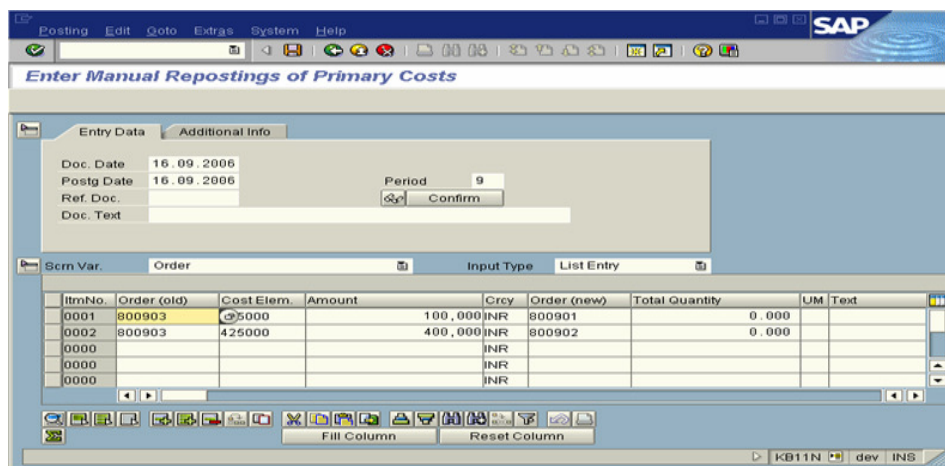 Posting Edit Goto Extras System Help
SAP
Enter Manual Repostings of Primary Costs
Entry Data Additional Info
Doc. Date 16.09.2006
Postg Date 16.09.2006 Period 9
Ref. Doc. Confirm
Doc. Text
Scrn Var. Order Input Type List Entry
ItmNo. Order (old) Cost Elem. Amount Crcy Order (new) Total Quantity UM Text
0001 800903 5000 100,000 INR 800901 0.000
0002 800903 425000 400,000 INR 800902 0.000
0000 INR
0000 INR
0000 INR
Fill Column Reset Column
KB11N dev INS